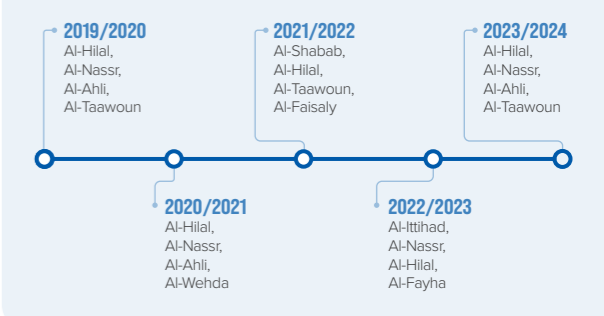 2019/2020
Al-Hilal,
Al-Nassr,
Al-Ahli,
Al-Taawoun
2021/2022
Al-Shabab,
Al-Hilal,
Al-Taawoun,
Al-Faisaly
2023/2024
Al-Hilal,
Al-Nassr,
Al-Ahli,
Al-Taawoun
2020/2021
Al-Hilal,
Al-Nassr,
Al-Ahli,
Al-Wehda
2022/2023
Al-Ittihad,
Al-Nassr,
Al-Hilal,
Al-Fayha